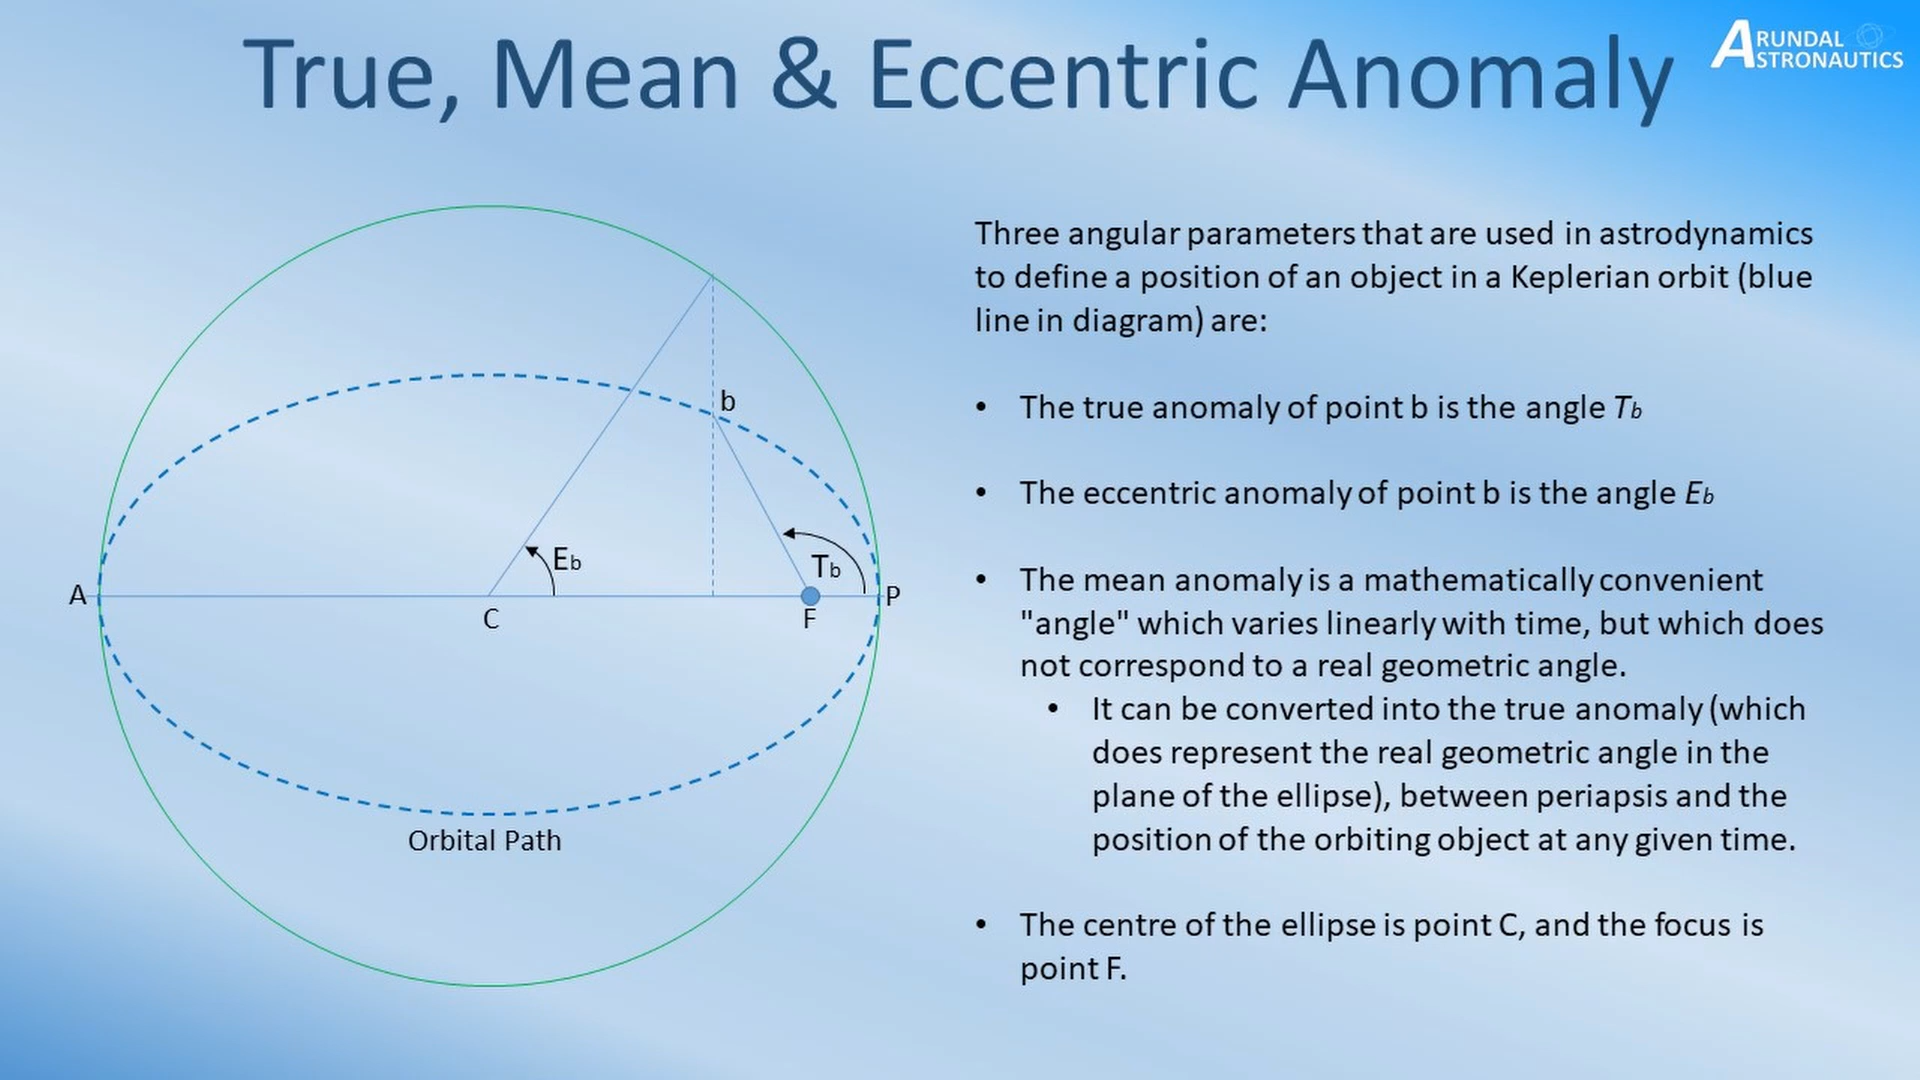 True, Mean & Eccentric Anomaly
ARUNDAL
ASTRONAUTICS
Three angular parameters that are used in astrodynamics
to define a position of an object in a Keplerian orbit (blue
line in diagram) are:
• The true anomaly of point b is the angle Tb
• The eccentric anomaly of point b is the angle Eb
• The mean anomaly is a mathematically convenient
"angle" which varies linearly with time, but which does
not correspond to a real geometric angle.
• It can be converted into the true anomaly (which
does represent the real geometric angle in the
plane of the ellipse), between periapsis and the
position of the orbiting object at any given time.
• The centre of the ellipse is point C, and the focus is
point F.
b
Eb
Tb
A
C
F
P
Orbital Path